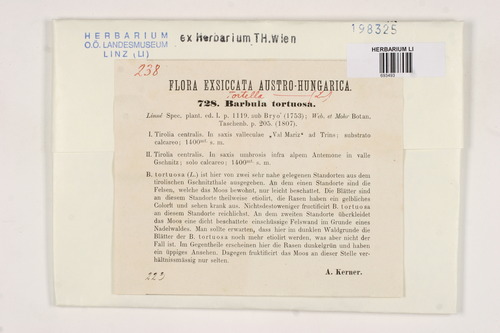 HERBARIUM
O.Ö. LANDESMUSEUM
LINZ (LI)
ex Herbarium TH. Wien
198325
HERBARIUM LI
238
FLORA EXSICCATA AUSTRO-HUNGARICA.
Tortella (L.)
728. Barbula tortuosa.
Linné Spec. plant. ed. I. p. 1119. sub Bryo (1753); Web. et Mohr Botan.
Taschenb. p. 205. (1807).
I. Tirolia centralis. In saxis valleculae „Val Mariz" ad Trins; substrato
calcareo; 1400 m. s. m.
II. Tirolia centralis. In saxis umbrosis infra alpem Antemone in valle
Gschnitz; solo calcareo; 1400 m. s. m.
B. tortuosa (L.) ist hier von zwei sehr nahe gelegenen Standorten aus dem
tirolischen Gschnitzthale ausgegeben. An dem einen Standorte sind die
Felsen, welche das Moos bewohnt, nur leicht beschattet. Die Blätter sind
an diesem Standorte theilweise etiolirt, die Rasen haben ein gelbliches
Colorit und sehen krank aus. Nichtsdestoweniger fructificirt B. tortuosa
an diesem Standorte reichlichst. An dem zweiten Standorte überkleidet
das Moos eine dicht beschattete einschüssige Felswand im Grunde eines
Nadelwaldes. Man sollte erwarten, dass hier im dunklen Waldgrunde die
Blätter der B. tortuosa noch mehr etiolirt werden, was aber nicht der
Fall ist. Im Gegentheile erscheinen hier die Rasen dunkelgrün und haben
ein üppiges Ansehen. Dagegen fruktificirt das Moos an dieser Stelle ver-
hältnissmässig nur selten.
A. Kerner.
223